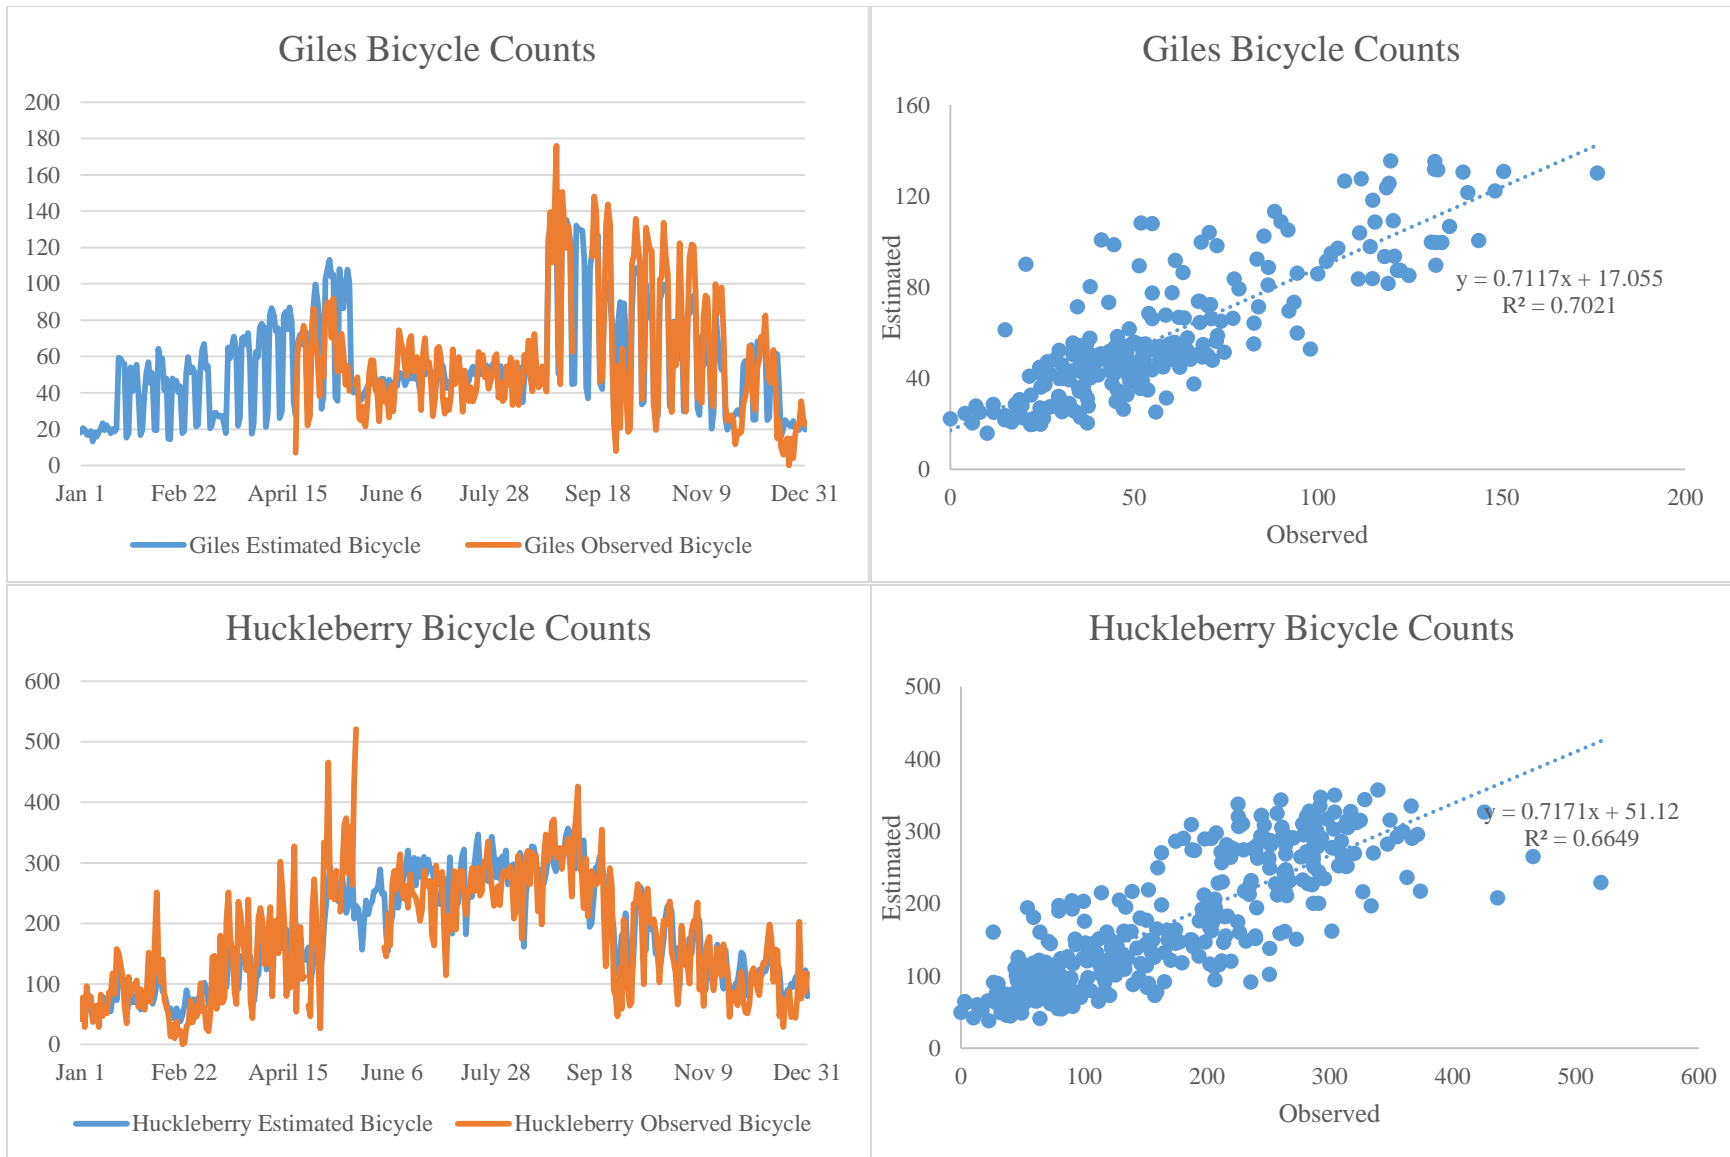 Giles Bicycle Counts
200
180
160
140
120
100
80
60
40
20
0
Jan 1 Feb 22 April 15 June 6 July 28 Sep 18 Nov 9 Dec 31
Giles Estimated Bicycle Giles Observed Bicycle
Giles Bicycle Counts
160
120
80
40
0
Estimated
y = 0.7117x + 17.055
R² = 0.7021
0 50 100 150 200
Observed
Huckleberry Bicycle Counts
600
500
400
300
200
100
0
Jan 1 Feb 22 April 15 June 6 July 28 Sep 18 Nov 9 Dec 31
Huckleberry Estimated Bicycle Huckleberry Observed Bicycle
Huckleberry Bicycle Counts
500
400
300
200
100
0
Estimated
y = 0.7171x + 51.12
R² = 0.6649
0 100 200 300 400 500 600
Observed